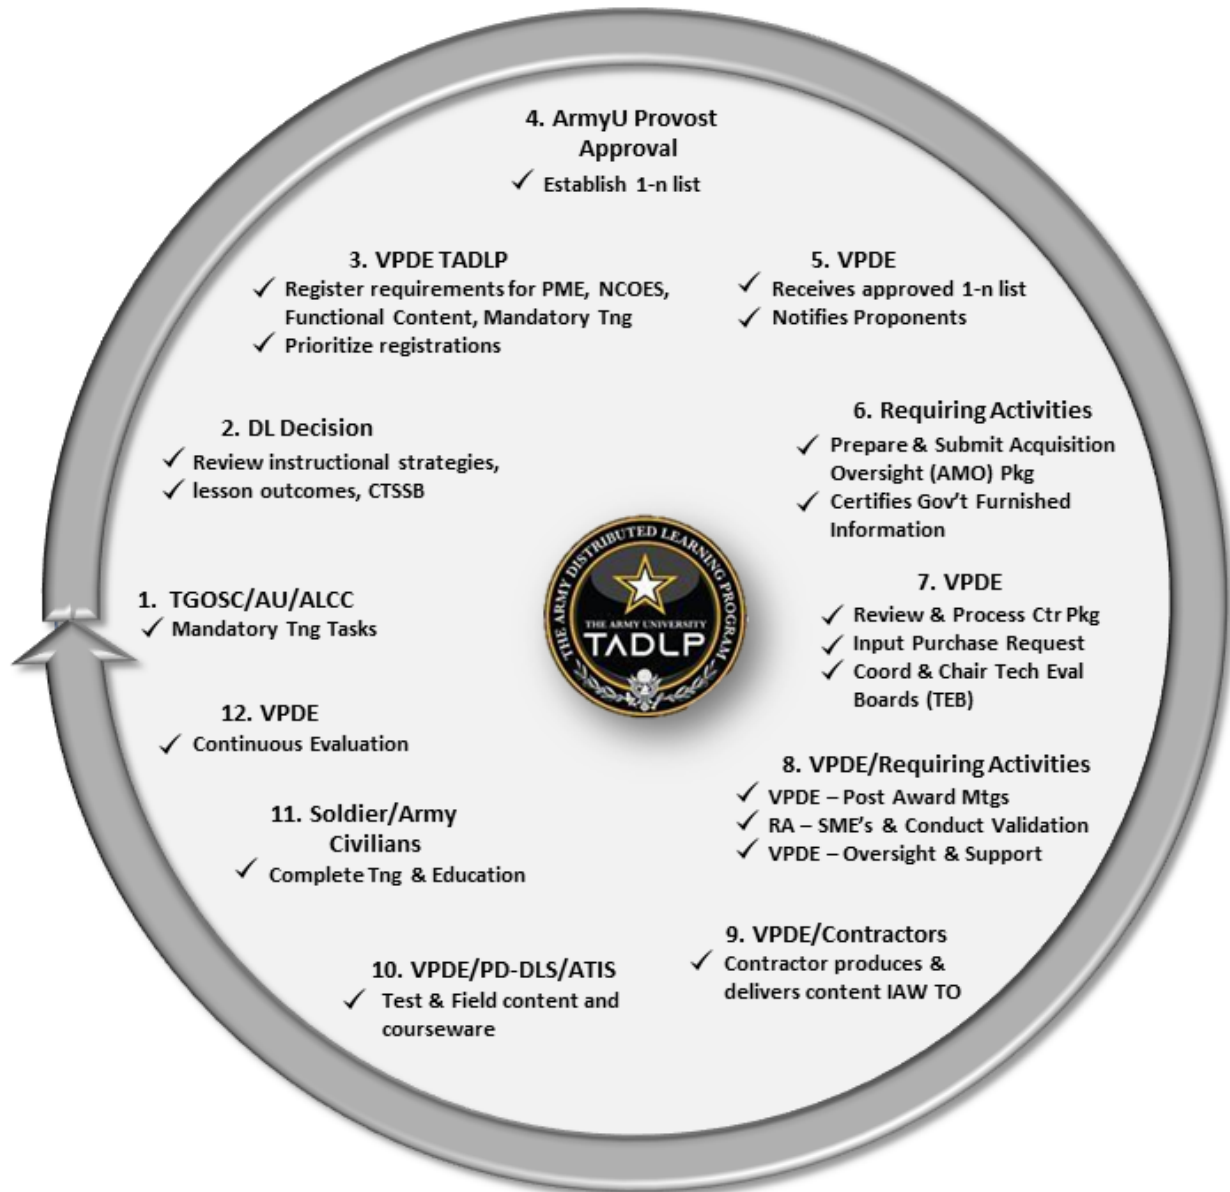 4. ArmyU Provost
Approval
✓ Establish 1-n list
3. VPDE TADLP
✓ Register requirements for PME, NCOES,
Functional Content, Mandatory Tng
✓ Prioritize registrations
5. VPDE
✓ Receives approved 1-n list
✓ Notifies Proponents
2. DL Decision
✓ Review instructional strategies,
✓ lesson outcomes, CTSSB
6. Requiring Activities
✓ Prepare & Submit Acquisition
Oversight (AMO) Pkg
✓ Certifies Gov't Furnished
Information
THE ARMY DISTRIBUTED LEARNING PROGRAM
THE ARMY UNIVERSITY
TADLP
1. TGOSC/AU/ALCC
✓ Mandatory Tng Tasks
7. VPDE
✓ Review & Process Ctr Pkg
✓ Input Purchase Request
✓ Coord & Chair Tech Eval
Boards (TEB)
12. VPDE
✓ Continuous Evaluation
8. VPDE/Requiring Activities
✓ VPDE – Post Award Mtgs
✓ RA – SME's & Conduct Validation
✓ VPDE – Oversight & Support
11. Soldier/Army
Civilians
✓ Complete Tng & Education
9. VPDE/Contractors
✓ Contractor produces &
delivers content IAW TO
10. VPDE/PD-DLS/ATIS
✓ Test & Field content and
courseware